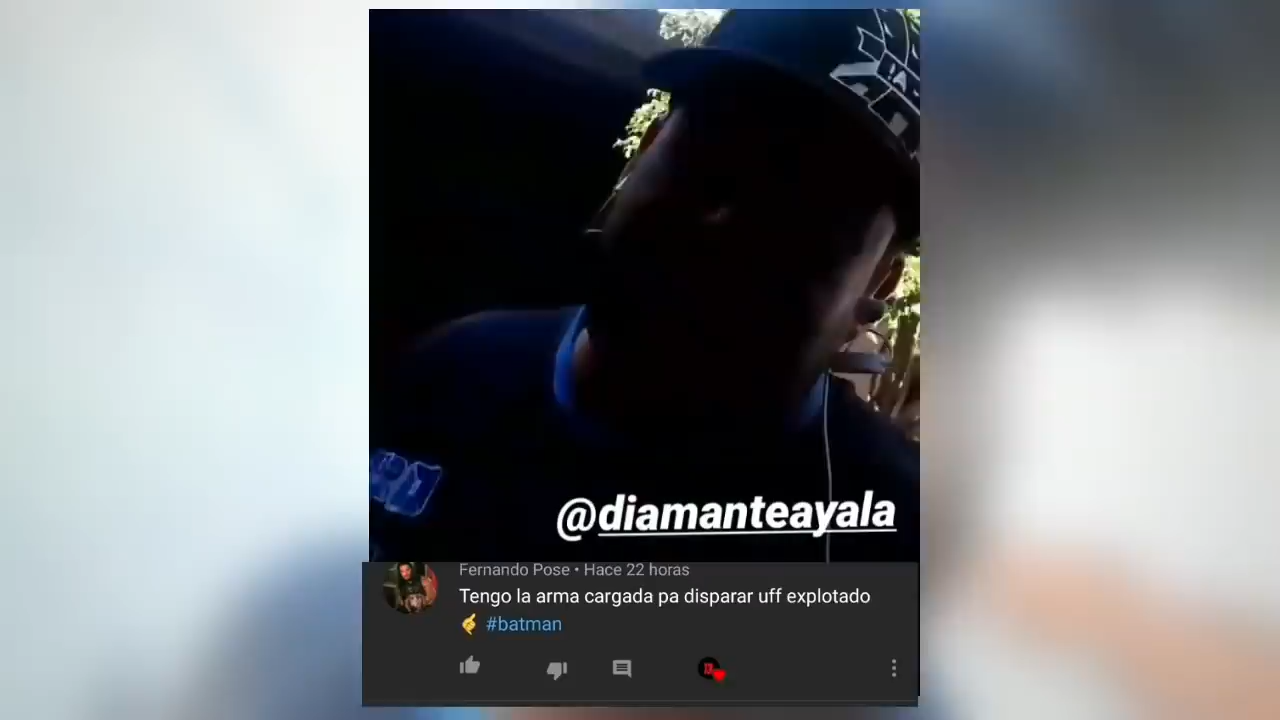 @diamanteayala
Fernando Pose • Hace 22 horas
Tengo la arma cargada pa disparar uff explotado
🤙 #batman